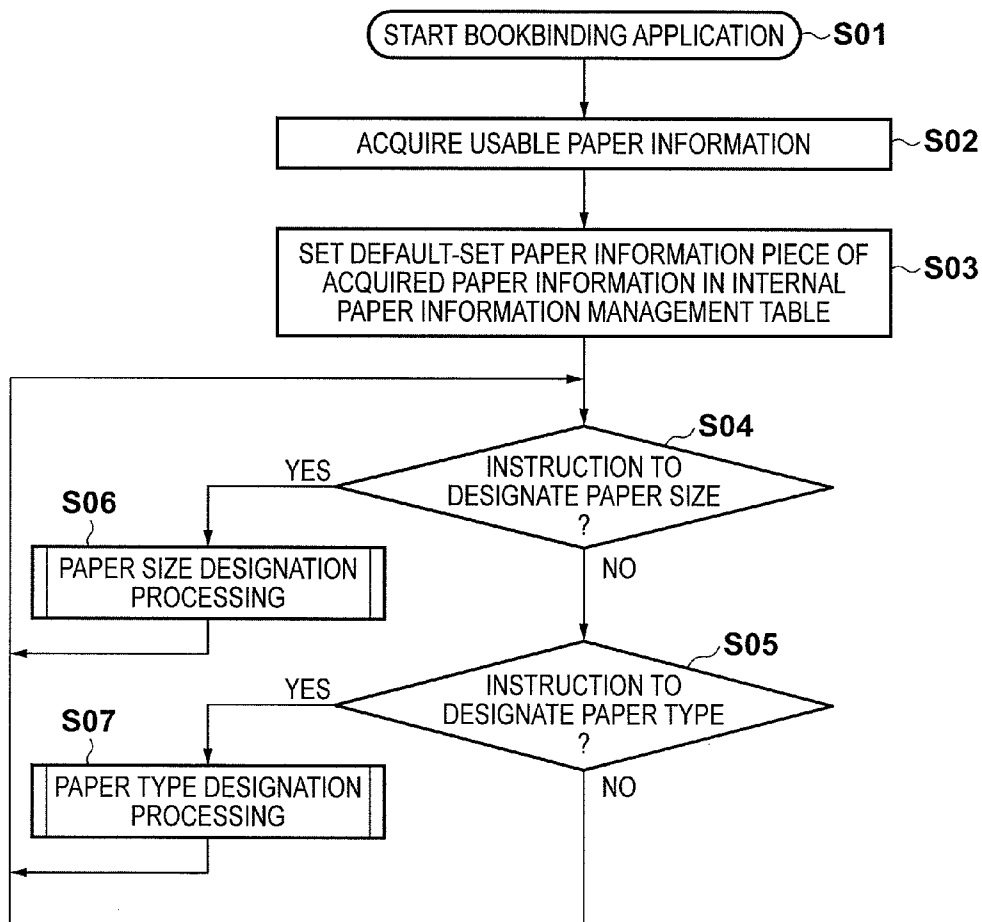 START BOOKBINDING APPLICATION
S01
ACQUIRE USABLE PAPER INFORMATION
S02
SET DEFAULT-SET PAPER INFORMATION PIECE OF
ACQUIRED PAPER INFORMATION IN INTERNAL
PAPER INFORMATION MANAGEMENT TABLE
S03
S04
INSTRUCTION TO
DESIGNATE PAPER SIZE
?
YES
NO
S06
PAPER SIZE DESIGNATION
PROCESSING
S05
INSTRUCTION TO
DESIGNATE PAPER TYPE
?
YES
NO
S07
PAPER TYPE DESIGNATION
PROCESSING